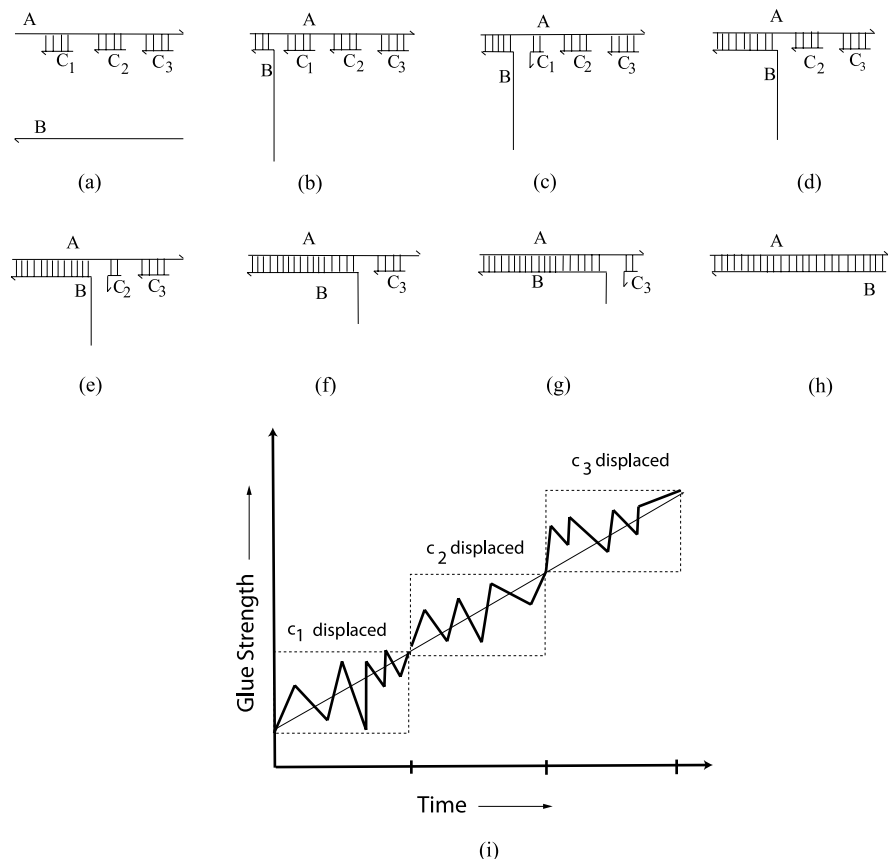 A
C1 C2 C3
B
(a)
A
B C1 C2 C3
(b)
A
C1 C2 C3
B
(c)
A
C2 C3
B
(d)
A
B C2 C3
(e)
A
C3
B
(f)
A
B C3
(g)
A
B
(h)
c3 displaced
c2 displaced
c1 displaced
Glue Strength
Time
(i)